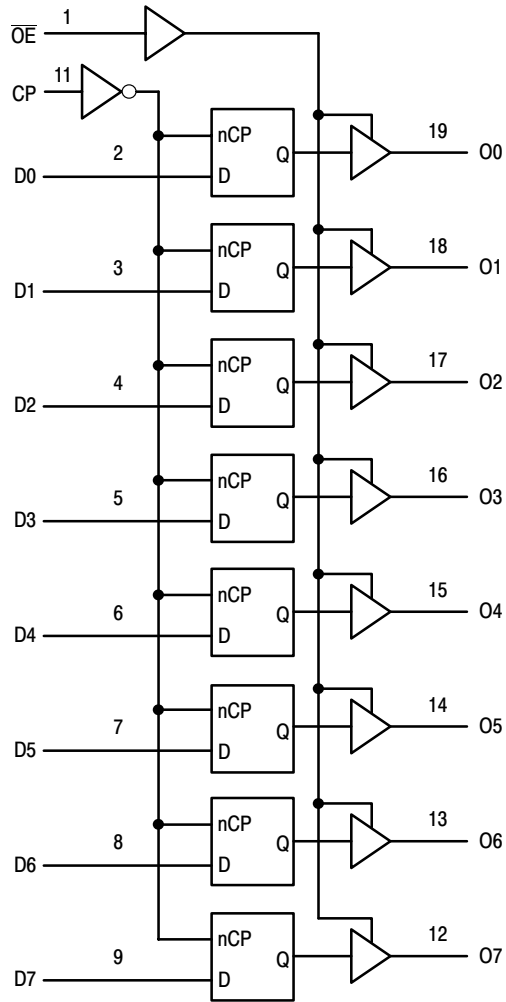 1
O̅E̅
11
CP
nCP
2
Q
19
O0
D0
D
nCP
3
Q
18
O1
D1
D
nCP
4
Q
17
O2
D2
D
nCP
5
Q
16
O3
D3
D
nCP
6
Q
15
O4
D4
D
nCP
7
Q
14
O5
D5
D
nCP
8
Q
13
O6
D6
D
nCP
9
Q
12
O7
D7
D